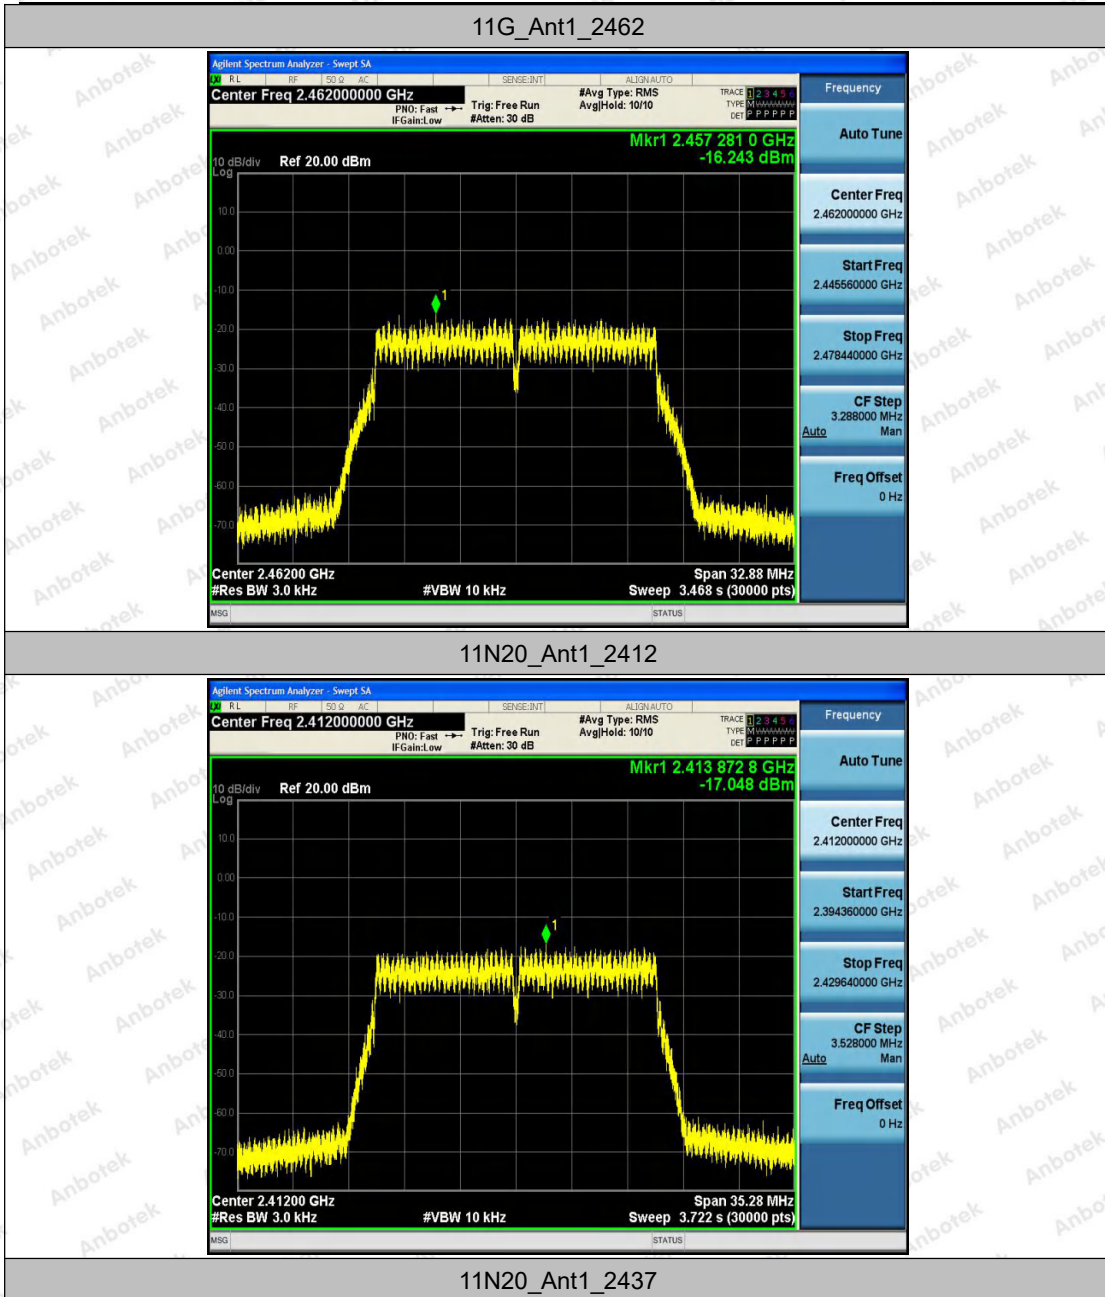 11G_Ant1_2462
Agilent Spectrum Analyzer - Swept SA
RL RF 50 Ω AC SENSE:INT ALIGN AUTO
Center Freq 2.462000000 GHz
PNO: Fast
IFGain:Low
Trig: Free Run
#Atten: 30 dB
#Avg Type: RMS
Avg|Hold: 10/10
TRACE 1 2 3 4 5 6
TYPE M
DET P P P P P P
Mkr1 2.457 281 0 GHz
-16.243 dBm
10 dB/div
Log
Ref 20.00 dBm
10.0
0.00
-10.0
-20.0
-30.0
-40.0
-50.0
-60.0
-70.0
1
Center 2.46200 GHz
Span 32.88 MHz
#Res BW 3.0 kHz
#VBW 10 kHz
Sweep 3.468 s (30000 pts)
MSG
STATUS
Frequency
Auto Tune
Center Freq
2.462000000 GHz
Start Freq
2.445560000 GHz
Stop Freq
2.478440000 GHz
CF Step
3.288000 MHz
Auto Man
Freq Offset
0 Hz
11N20_Ant1_2412
Agilent Spectrum Analyzer - Swept SA
RL RF 50 Ω AC SENSE:INT ALIGN AUTO
Center Freq 2.412000000 GHz
PNO: Fast
IFGain:Low
Trig: Free Run
#Atten: 30 dB
#Avg Type: RMS
Avg|Hold: 10/10
TRACE 1 2 3 4 5 6
TYPE M
DET P P P P P P
Mkr1 2.413 872 8 GHz
-17.048 dBm
10 dB/div
Log
Ref 20.00 dBm
10.0
0.00
-10.0
-20.0
-30.0
-40.0
-50.0
-60.0
-70.0
1
Center 2.41200 GHz
Span 35.28 MHz
#Res BW 3.0 kHz
#VBW 10 kHz
Sweep 3.722 s (30000 pts)
MSG
STATUS
Frequency
Auto Tune
Center Freq
2.412000000 GHz
Start Freq
2.394360000 GHz
Stop Freq
2.429640000 GHz
CF Step
3.528000 MHz
Auto Man
Freq Offset
0 Hz
11N20_Ant1_2437
Anbotek